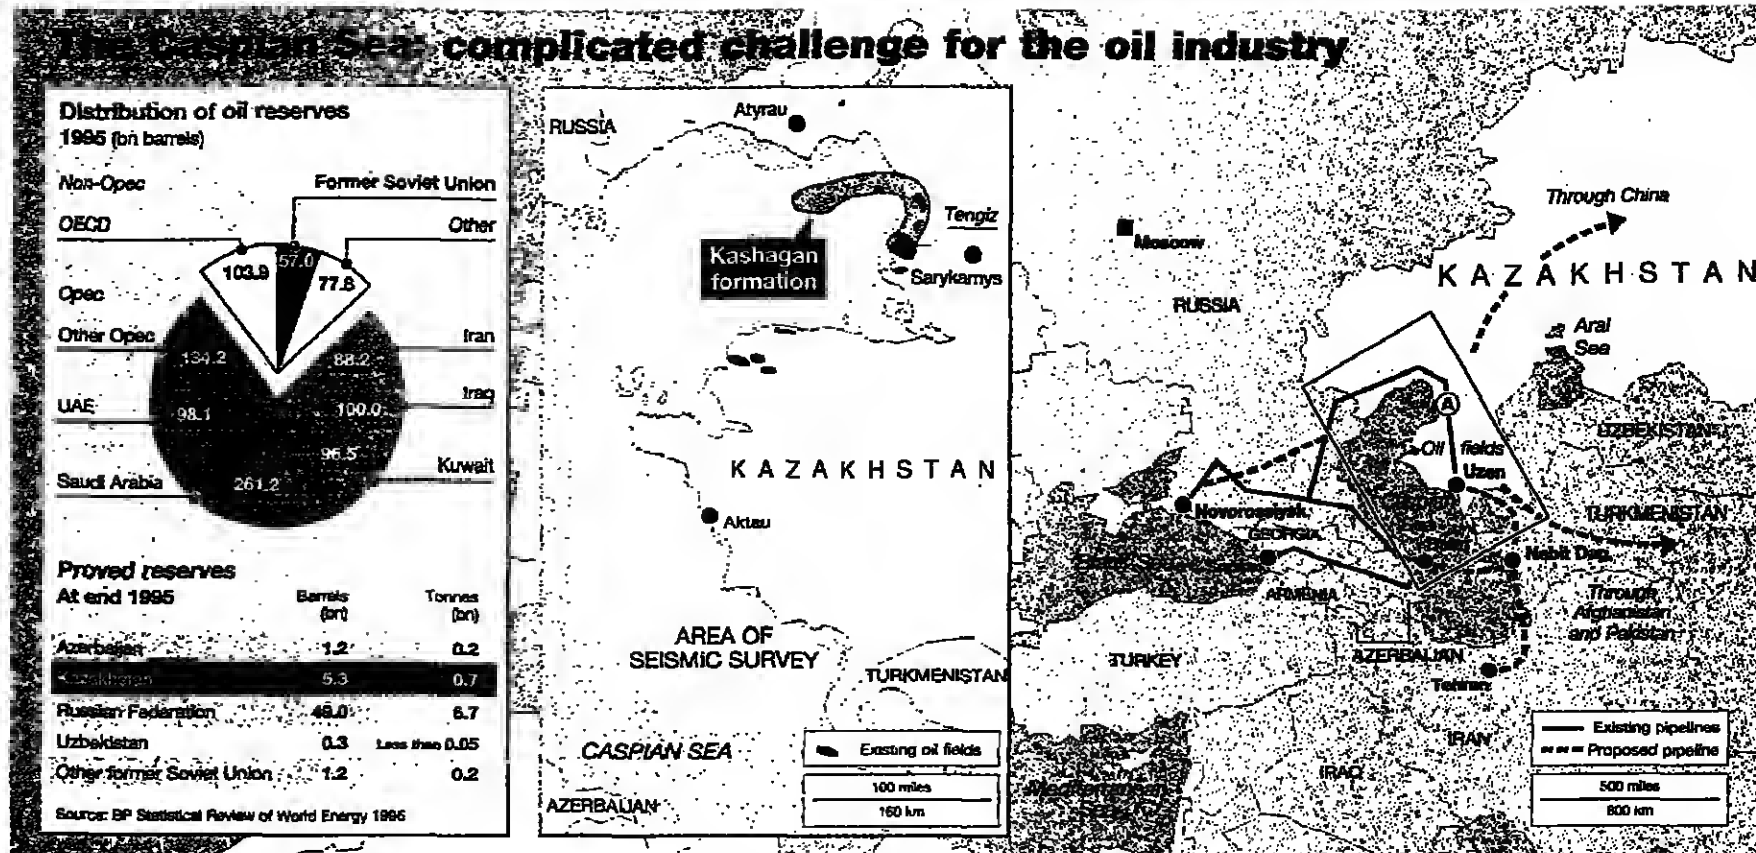 The Caspian Sea: complicated challenge for the oil industry
Distribution of oil reserves
1995 (bn barrels)
Non-Opec
Former Soviet Union
OECD
Other
103.9
57.0
77.8
Opec
Other Opec
Iran
134.2
88.2
UAE
Iraq
98.1
100.0
96.5
Kuwait
Saudi Arabia
261.2
Proved reserves
At end 1995
Barrels
(bn)
Tonnes
(bn)
Azerbaijan 1.2 0.2
Kazakhstan 5.3 0.7
Russian Federation 49.0 6.7
Uzbekistan 0.3 Less than 0.05
Other former Soviet Union 1.2 0.2
Source: BP Statistical Review of World Energy 1996
RUSSIA
Atyrau
Tengiz
Kashagan
formation
Sarykamys
KAZAKHSTAN
Aktau
AREA OF
SEISMIC SURVEY
TURKMENISTAN
CASPIAN SEA
AZERBAIJAN
Existing oil fields
100 miles
160 km
Through China
Moscow
KAZAKHSTAN
RUSSIA
Aral
Sea
A
UZBEKISTAN
Oil fields
Uzen
Novorossiysk
TURKMENISTAN
GEORGIA
Nebit Dag
ARMENIA
Through
Afghanistan
and Pakistan
TURKEY
AZERBAIJAN
Tehran
IRAN
IRAQ
Mediterranean
Existing pipelines
Proposed pipeline
500 miles
800 km